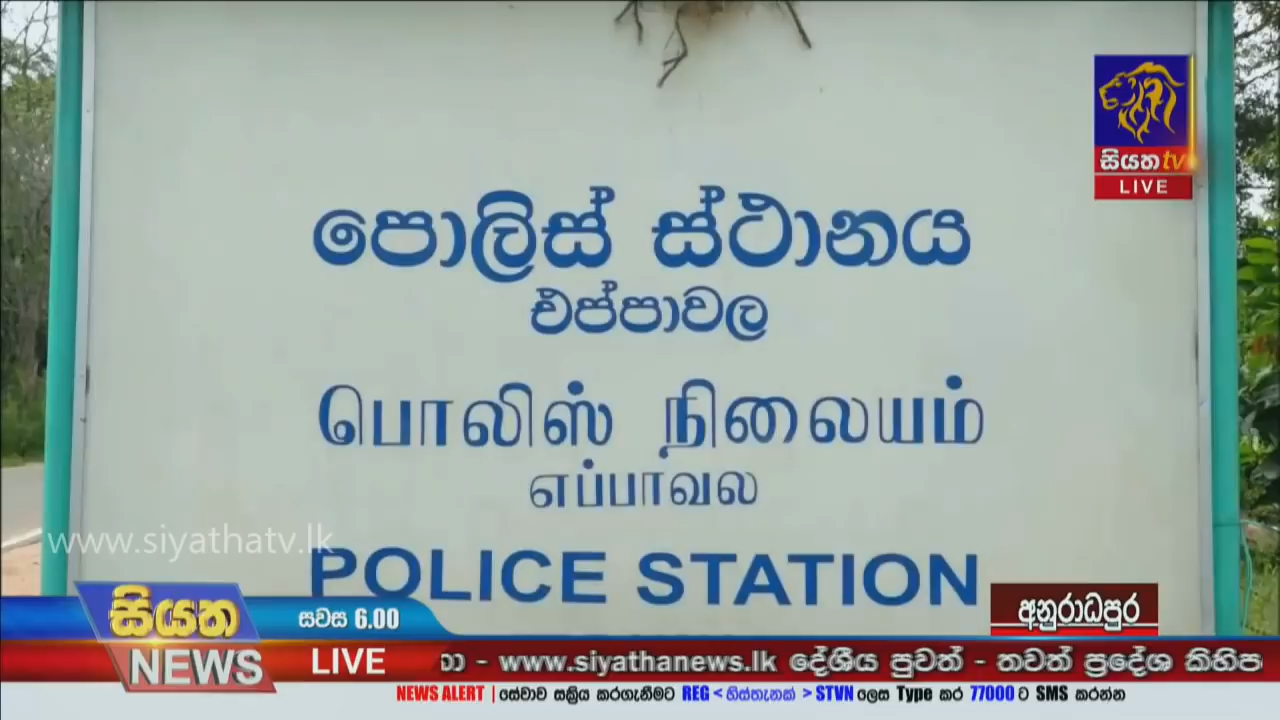 සියත tv
LIVE
පොලිස් ස්ථානය
එප්පාවල
பொலிஸ் நிலையம்
எப்பாவல
www.siyathatv.lk
POLICE STATION
අනුරාධපුර
සියත
සවස 6.00
NEWS
LIVE
- www.siyathanews.lk දේශීය පුවත් - තවත් ප්‍රදේශ කිහිප
NEWS ALERT | සේවාව සක්‍රිය කරගැනීමට REG < හිස්තැනක් > STVN ලෙස Type කර 77000 ට SMS කරන්න